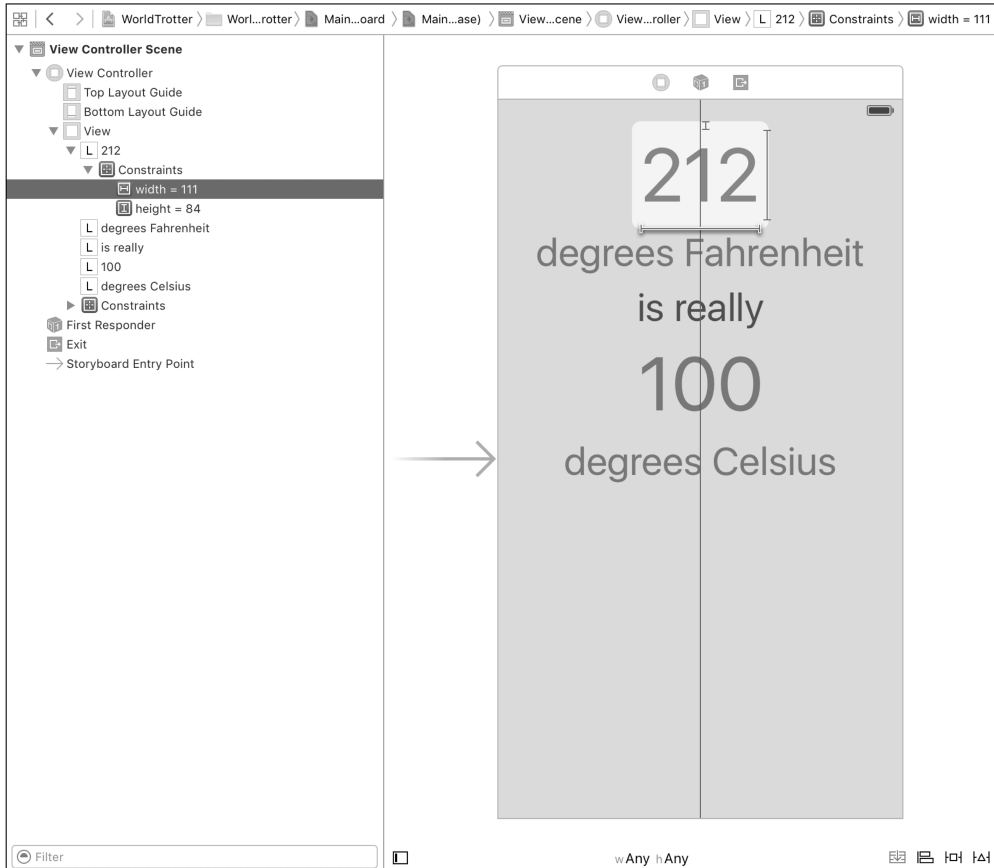 WorldTrotter Worl...rotter Main...oard Main...ase) View...cene View...roller View L 212 Constraints width = 111
View Controller Scene
View Controller
Top Layout Guide
Bottom Layout Guide
View
L 212
Constraints
width = 111
height = 84
L degrees Fahrenheit
L is really
L 100
L degrees Celsius
Constraints
First Responder
Exit
Storyboard Entry Point
Filter
212
degrees Fahrenheit
is really
100
degrees Celsius
wAny hAny